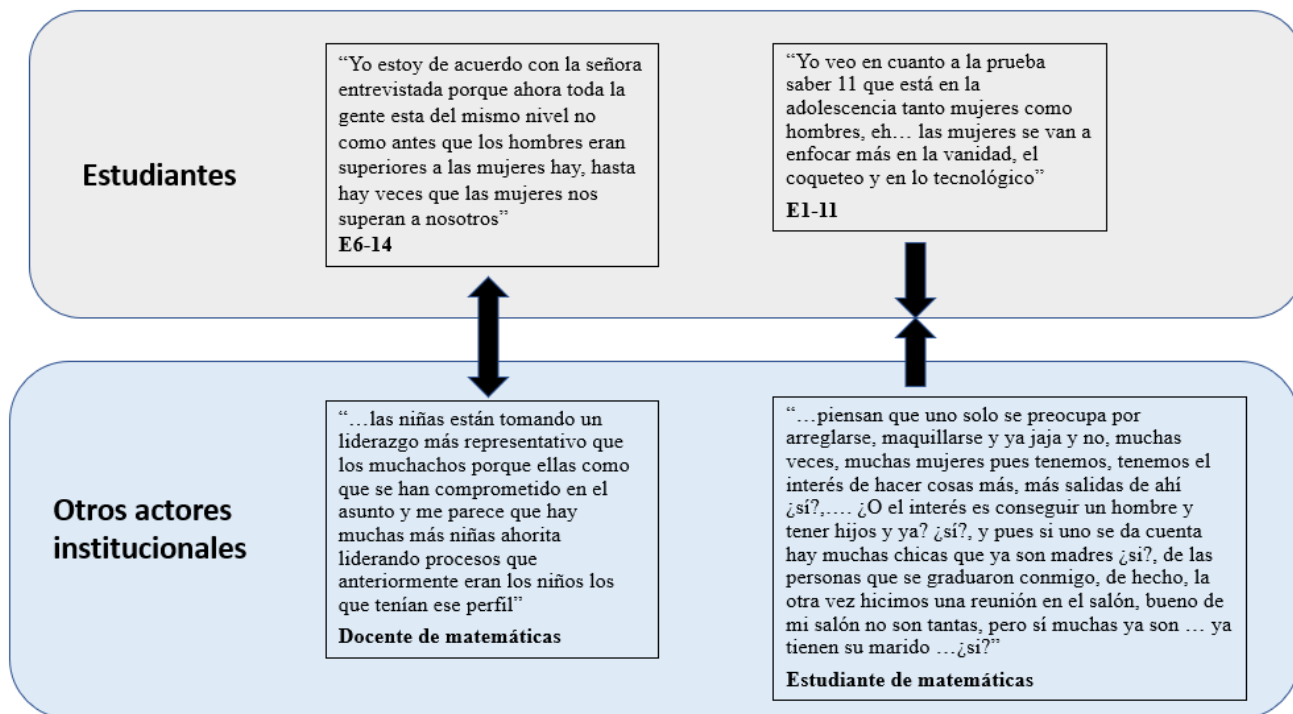 Estudiantes
“Yo estoy de acuerdo con la señora
entrevistada porque ahora toda la
gente esta del mismo nivel no
como antes que los hombres eran
superiores a las mujeres hay, hasta
hay veces que las mujeres nos
superan a nosotros”
E6-14
“Yo veo en cuanto a la prueba
saber 11 que está en la
adolescencia tanto mujeres como
hombres, eh… las mujeres se van a
enfocar más en la vanidad, el
coqueteo y en lo tecnológico”
E1-11
Otros actores
institucionales
“…las niñas están tomando un
liderazgo más representativo que
los muchachos porque ellas como
que se han comprometido en el
asunto y me parece que hay
muchas más niñas ahorita
liderando procesos que
anteriormente eran los niños los
que tenían ese perfil”
Docente de matemáticas
“…piensan que uno solo se preocupa por
arreglarse, maquillarse y ya jaja y no, muchas
veces, muchas mujeres pues tenemos, tenemos el
interés de hacer cosas más, más salidas de ahí
¿sí?,…. ¿O el interés es conseguir un hombre y
tener hijos y ya? ¿sí?, y pues si uno se da cuenta
hay muchas chicas que ya son madres ¿si?, de las
personas que se graduaron conmigo, de hecho, la
otra vez hicimos una reunión en el salón, bueno de
mi salón no son tantas, pero sí muchas ya son … ya
tienen su marido …¿si?”
Estudiante de matemáticas